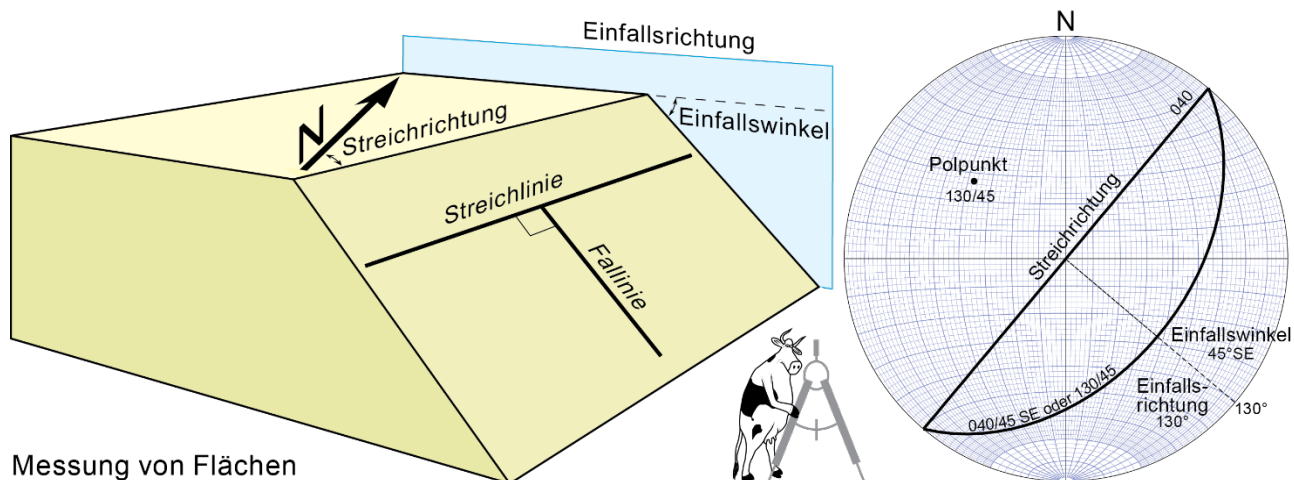 Einfallsrichtung
N
Streichrichtung
Einfallswinkel
Streichlinie
Fallinie
Messung von Flächen
N
040
Polpunkt
130/45
Streichrichtung
Einfallswinkel
45°SE
Einfalls-
richtung
130°
130°
040/45 SE oder 130/45